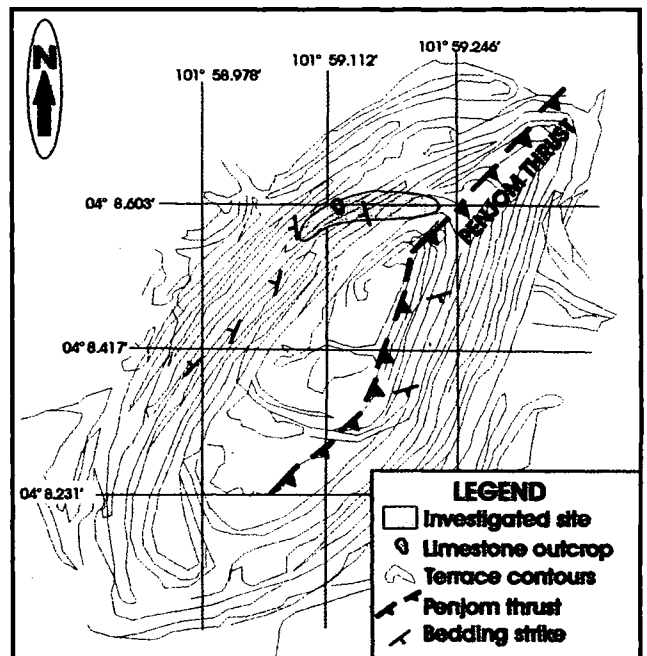 N
101° 58.978'
101° 59.112'
101° 59.246'
04° 8.603'
PENJOM THRUST
04° 8.417'
04° 8.231'
LEGEND
Investigated site
Limestone outcrop
Terrace contours
Penjom thrust
Bedding strike